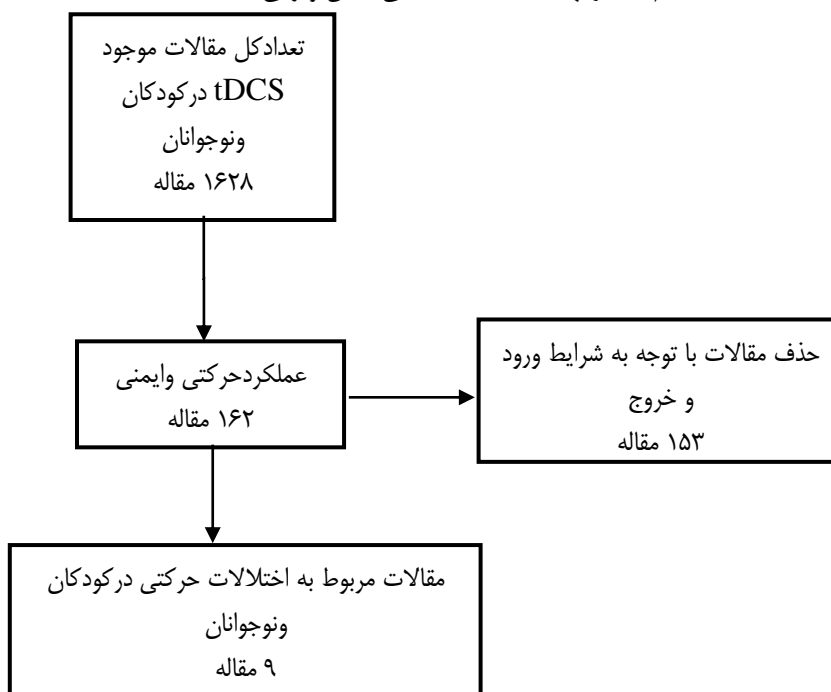 تعدادکل مقالات موجود
tDCS درکودکان
ونوجوانان
۱۶۲۸ مقاله
عملکردحرکتی وایمنی
۱۶۲ مقاله
حذف مقالات با توجه به شرایط ورود
و خروج
۱۵۳ مقاله
مقالات مربوط به اختلالات حرکتی درکودکان
ونوجوانان
۹ مقاله